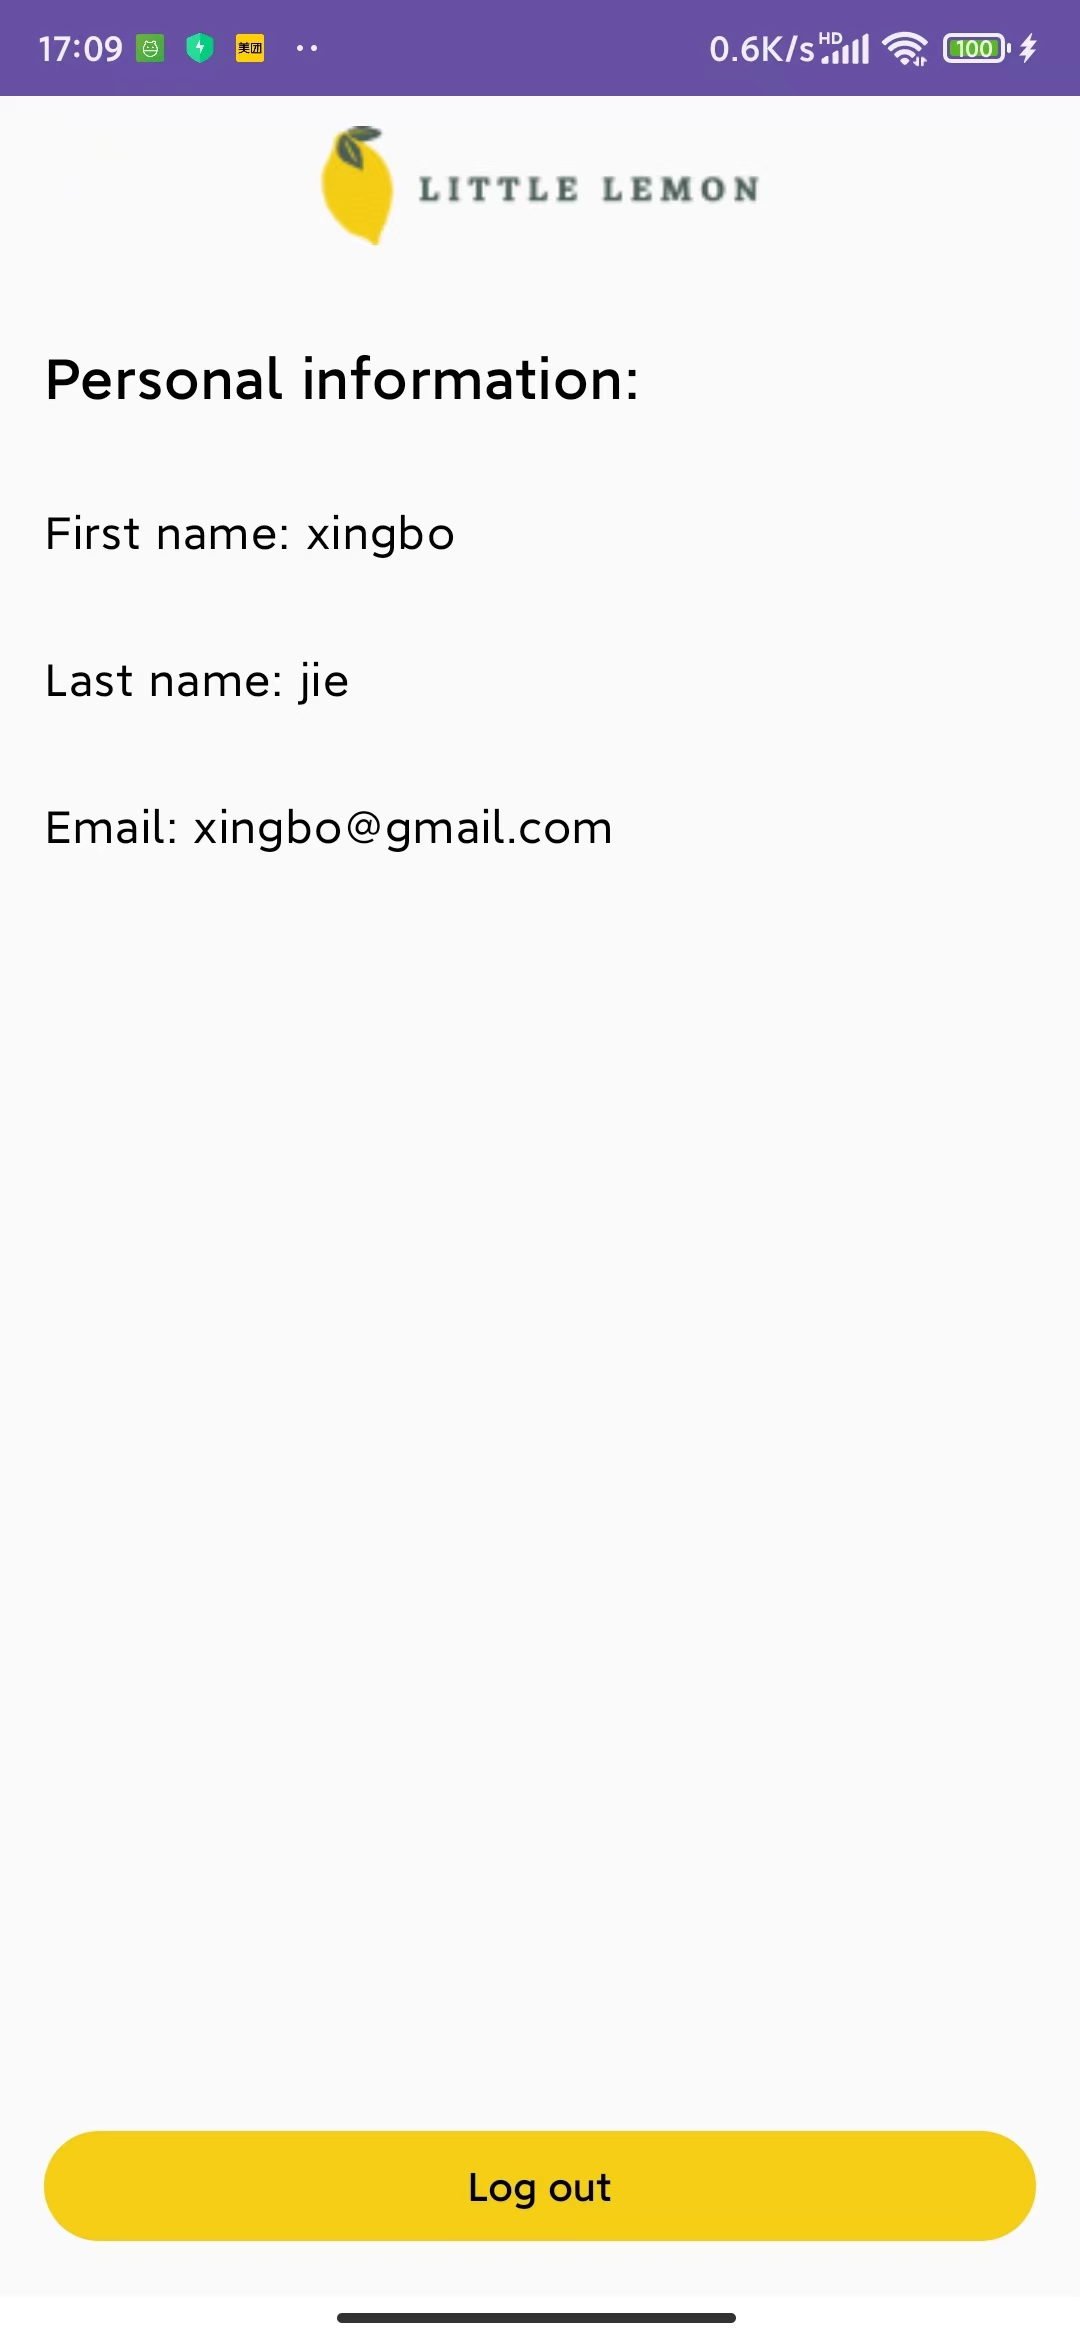 17:09 美团 0.6K/s HD 100
LITTLE LEMON
Personal information:
First name: xingbo
Last name: jie
Email: xingbo@gmail.com
Log out